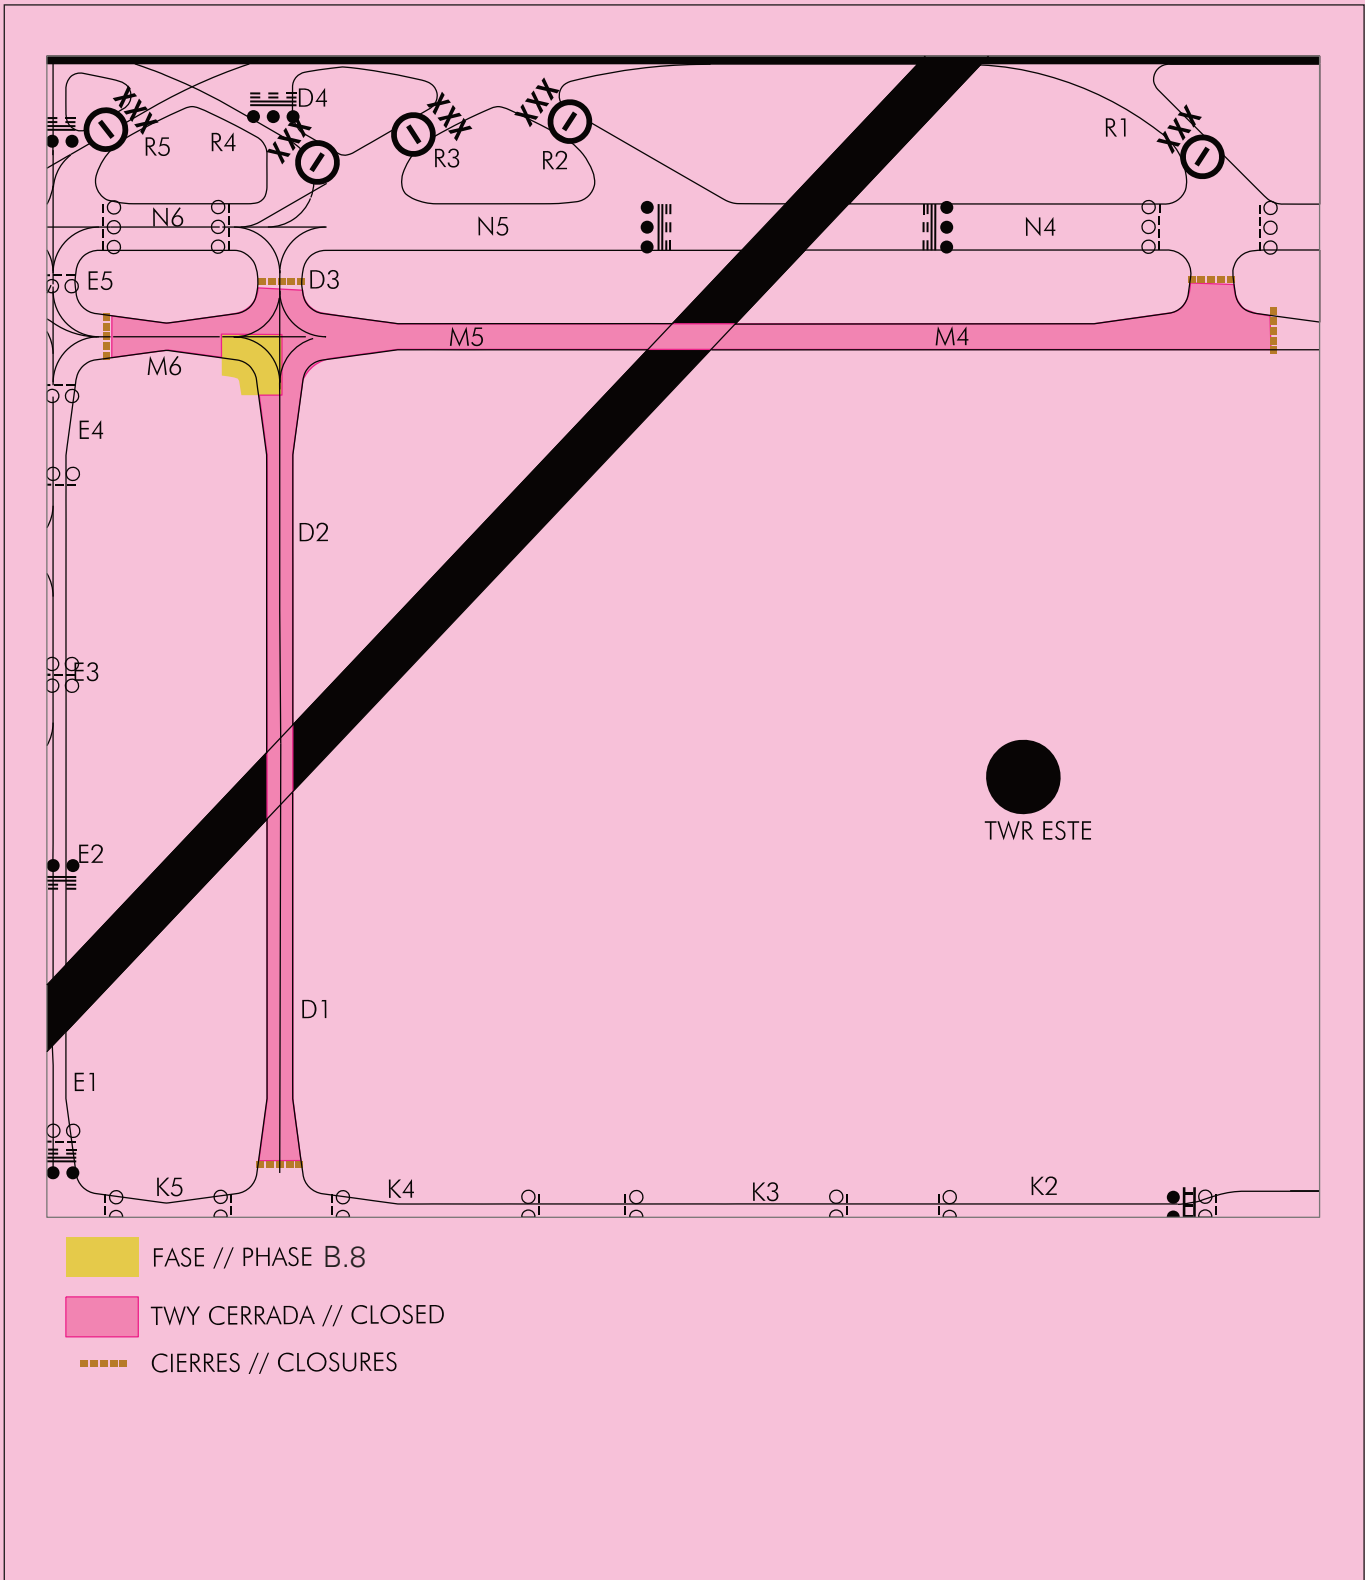 D4
R5
R4
R3
R2
R1
N6
N5
N4
E5
D3
M6
M5
M4
E4
D2
E3
TWR ESTE
E2
D1
E1
K5
K4
K3
K2
FASE // PHASE B.8
TWY CERRADA // CLOSED
CIERRES // CLOSURES